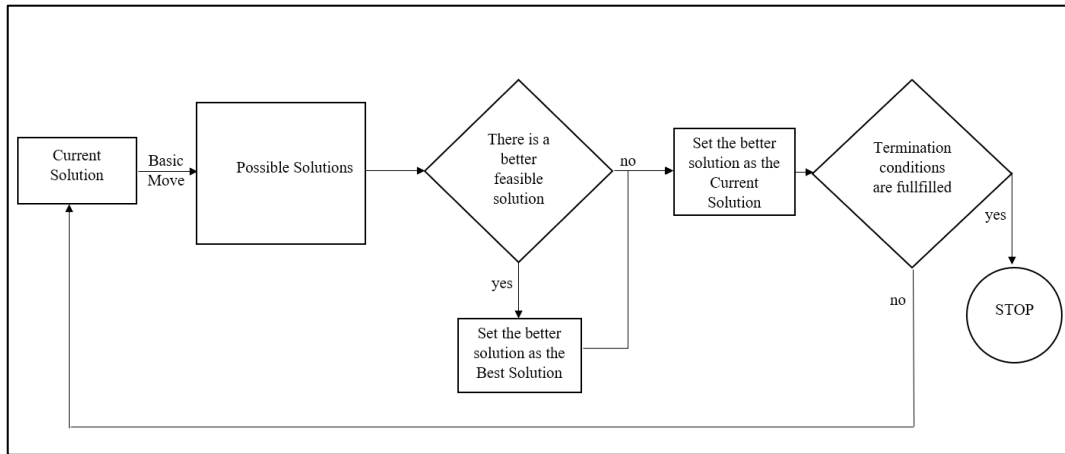 Current
Solution
Basic
Move
Possible Solutions
There is a
better
feasible
solution
no
yes
Set the better
solution as the
Best Solution
Set the better
solution as the
Current
Solution
Termination
conditions
are fullfilled
yes
no
STOP